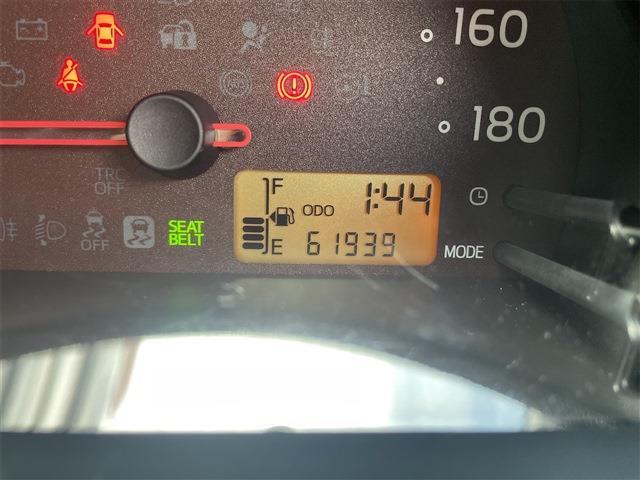 160
180
TRC
OFF
OFF
SEAT
BELT
F
ODO
1:44
E
61939
MODE